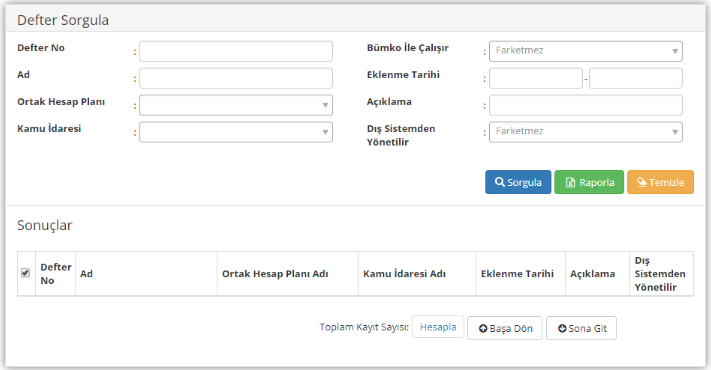 Defter Sorgula
Defter No : Bümko İle Çalışır : Farketmez
Ad : Eklenme Tarihi : -
Ortak Hesap Planı : Açıklama :
Kamu İdaresi : Dış Sistemden Yönetilir : Farketmez
Sorgula Raporla Temizle
Sonuçlar
Defter No Ad Ortak Hesap Planı Adı Kamu İdaresi Adı Eklenme Tarihi Açıklama Dış Sistemden Yönetilir
Toplam Kayıt Sayısı: Hesapla Başa Dön Sona Git